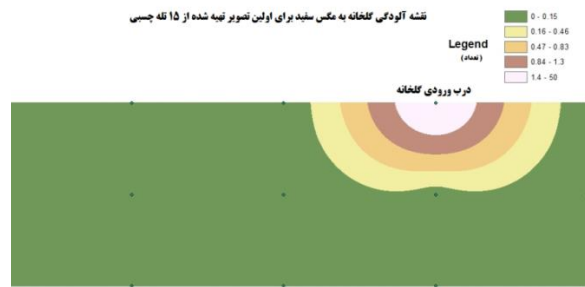 نقشه آلودگی گلخانه به مگس سفید برای اولین تصویر تهیه شده از ۱۵ تله چسبی
Legend
(تعداد)
0 - 0.15
0.16 - 0.46
0.47 - 0.83
0.84 - 1.3
1.4 - 50
درب ورودی گلخانه